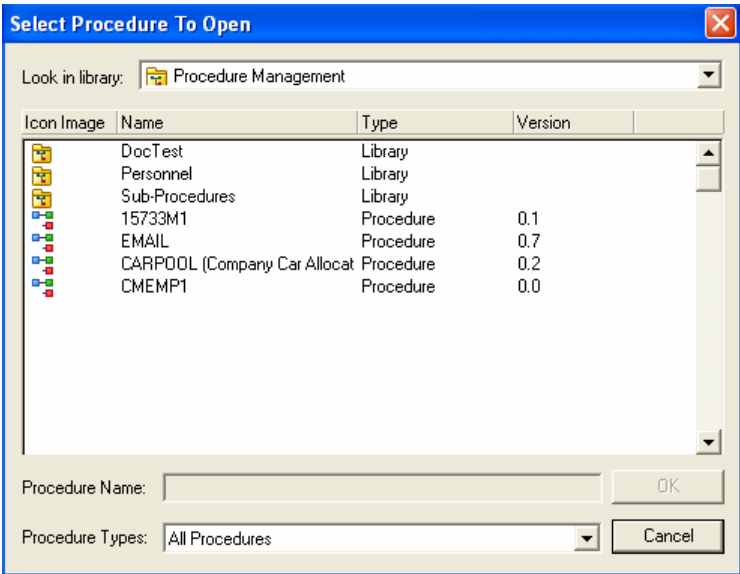 Select Procedure To Open
Look in library: Procedure Management
Icon Image Name Type Version
DocTest Library
Personnel Library
Sub-Procedures Library
15733M1 Procedure 0.1
EMAIL Procedure 0.7
CARPOOL (Company Car Allocat Procedure 0.2
CMEMP1 Procedure 0.0
Procedure Name: OK
Procedure Types: All Procedures Cancel